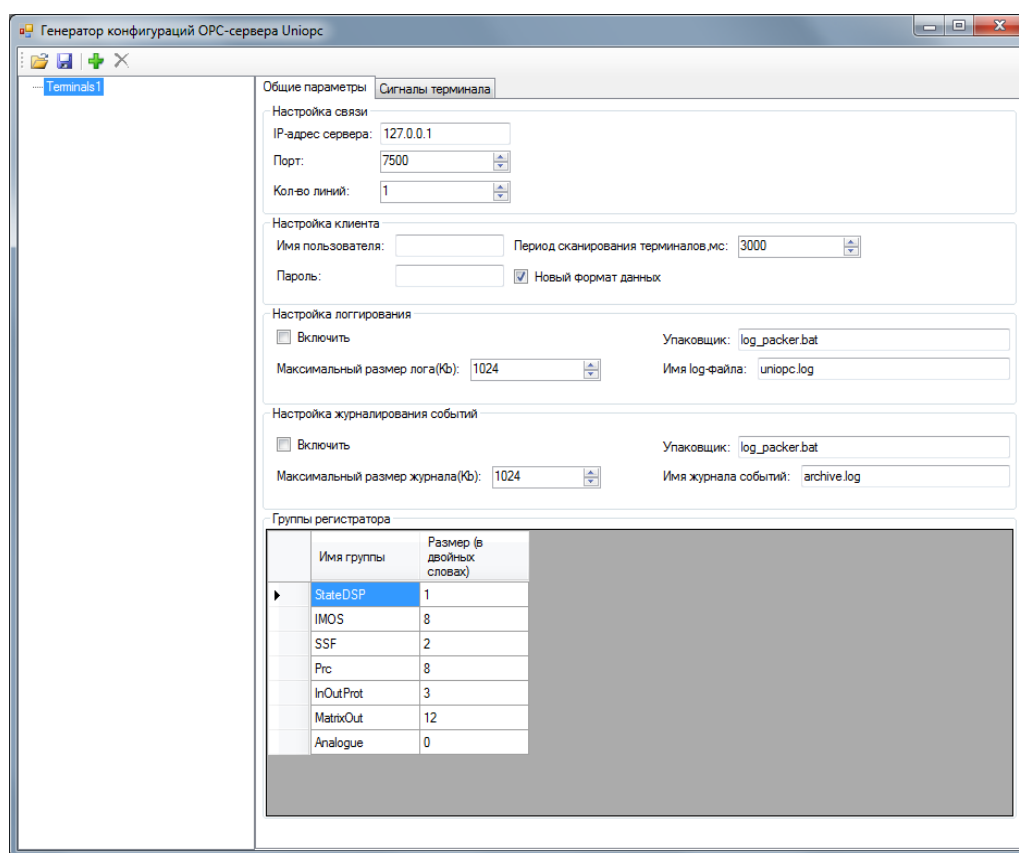 Генератор конфигураций ОРС-сервера Uniopc
Terminals1
Общие параметры Сигналы терминала
Настройка связи
IP-адрес сервера: 127.0.0.1
Порт: 7500
Кол-во линий: 1
Настройка клиента
Имя пользователя: Период сканирования терминалов,мс: 3000
Пароль: Новый формат данных
Настройка логгирования
Включить Упаковщик: log_packer.bat
Максимальный размер лога(Kb): 1024 Имя log-файла: uniopc.log
Настройка журналирования событий
Включить Упаковщик: log_packer.bat
Максимальный размер журнала(Kb): 1024 Имя журнала событий: archive.log
Группы регистратора
Имя группы Размер (в
двойных
словах)
StateDSP 1
IMOS 8
SSF 2
Prc 8
InOutProt 3
MatrixOut 12
Analogue 0